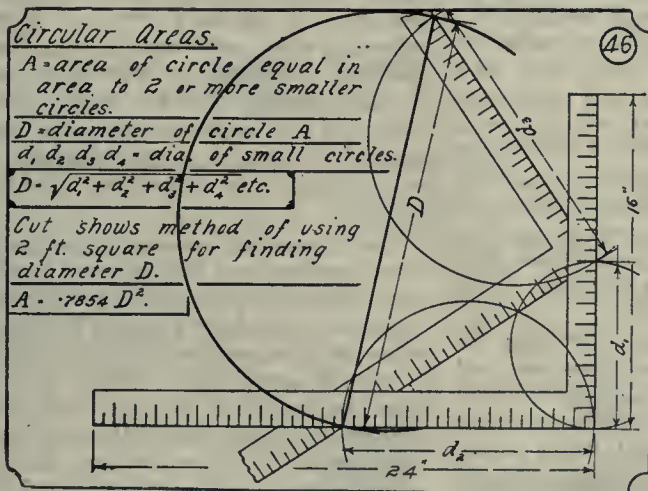 Circular Areas.
46
A = area of circle equal in
area to 2 or more smaller
circles.
D = diameter of circle A
d₁ d₂ d₃ d₄ = dia. of small circles.
D = √d₁² + d₂² + d₃² + d₄² etc.
Cut shows method of using
2 ft. square for finding
diameter D.
A = .7854 D².
D
d₃
16"
d₁
d₂
24"